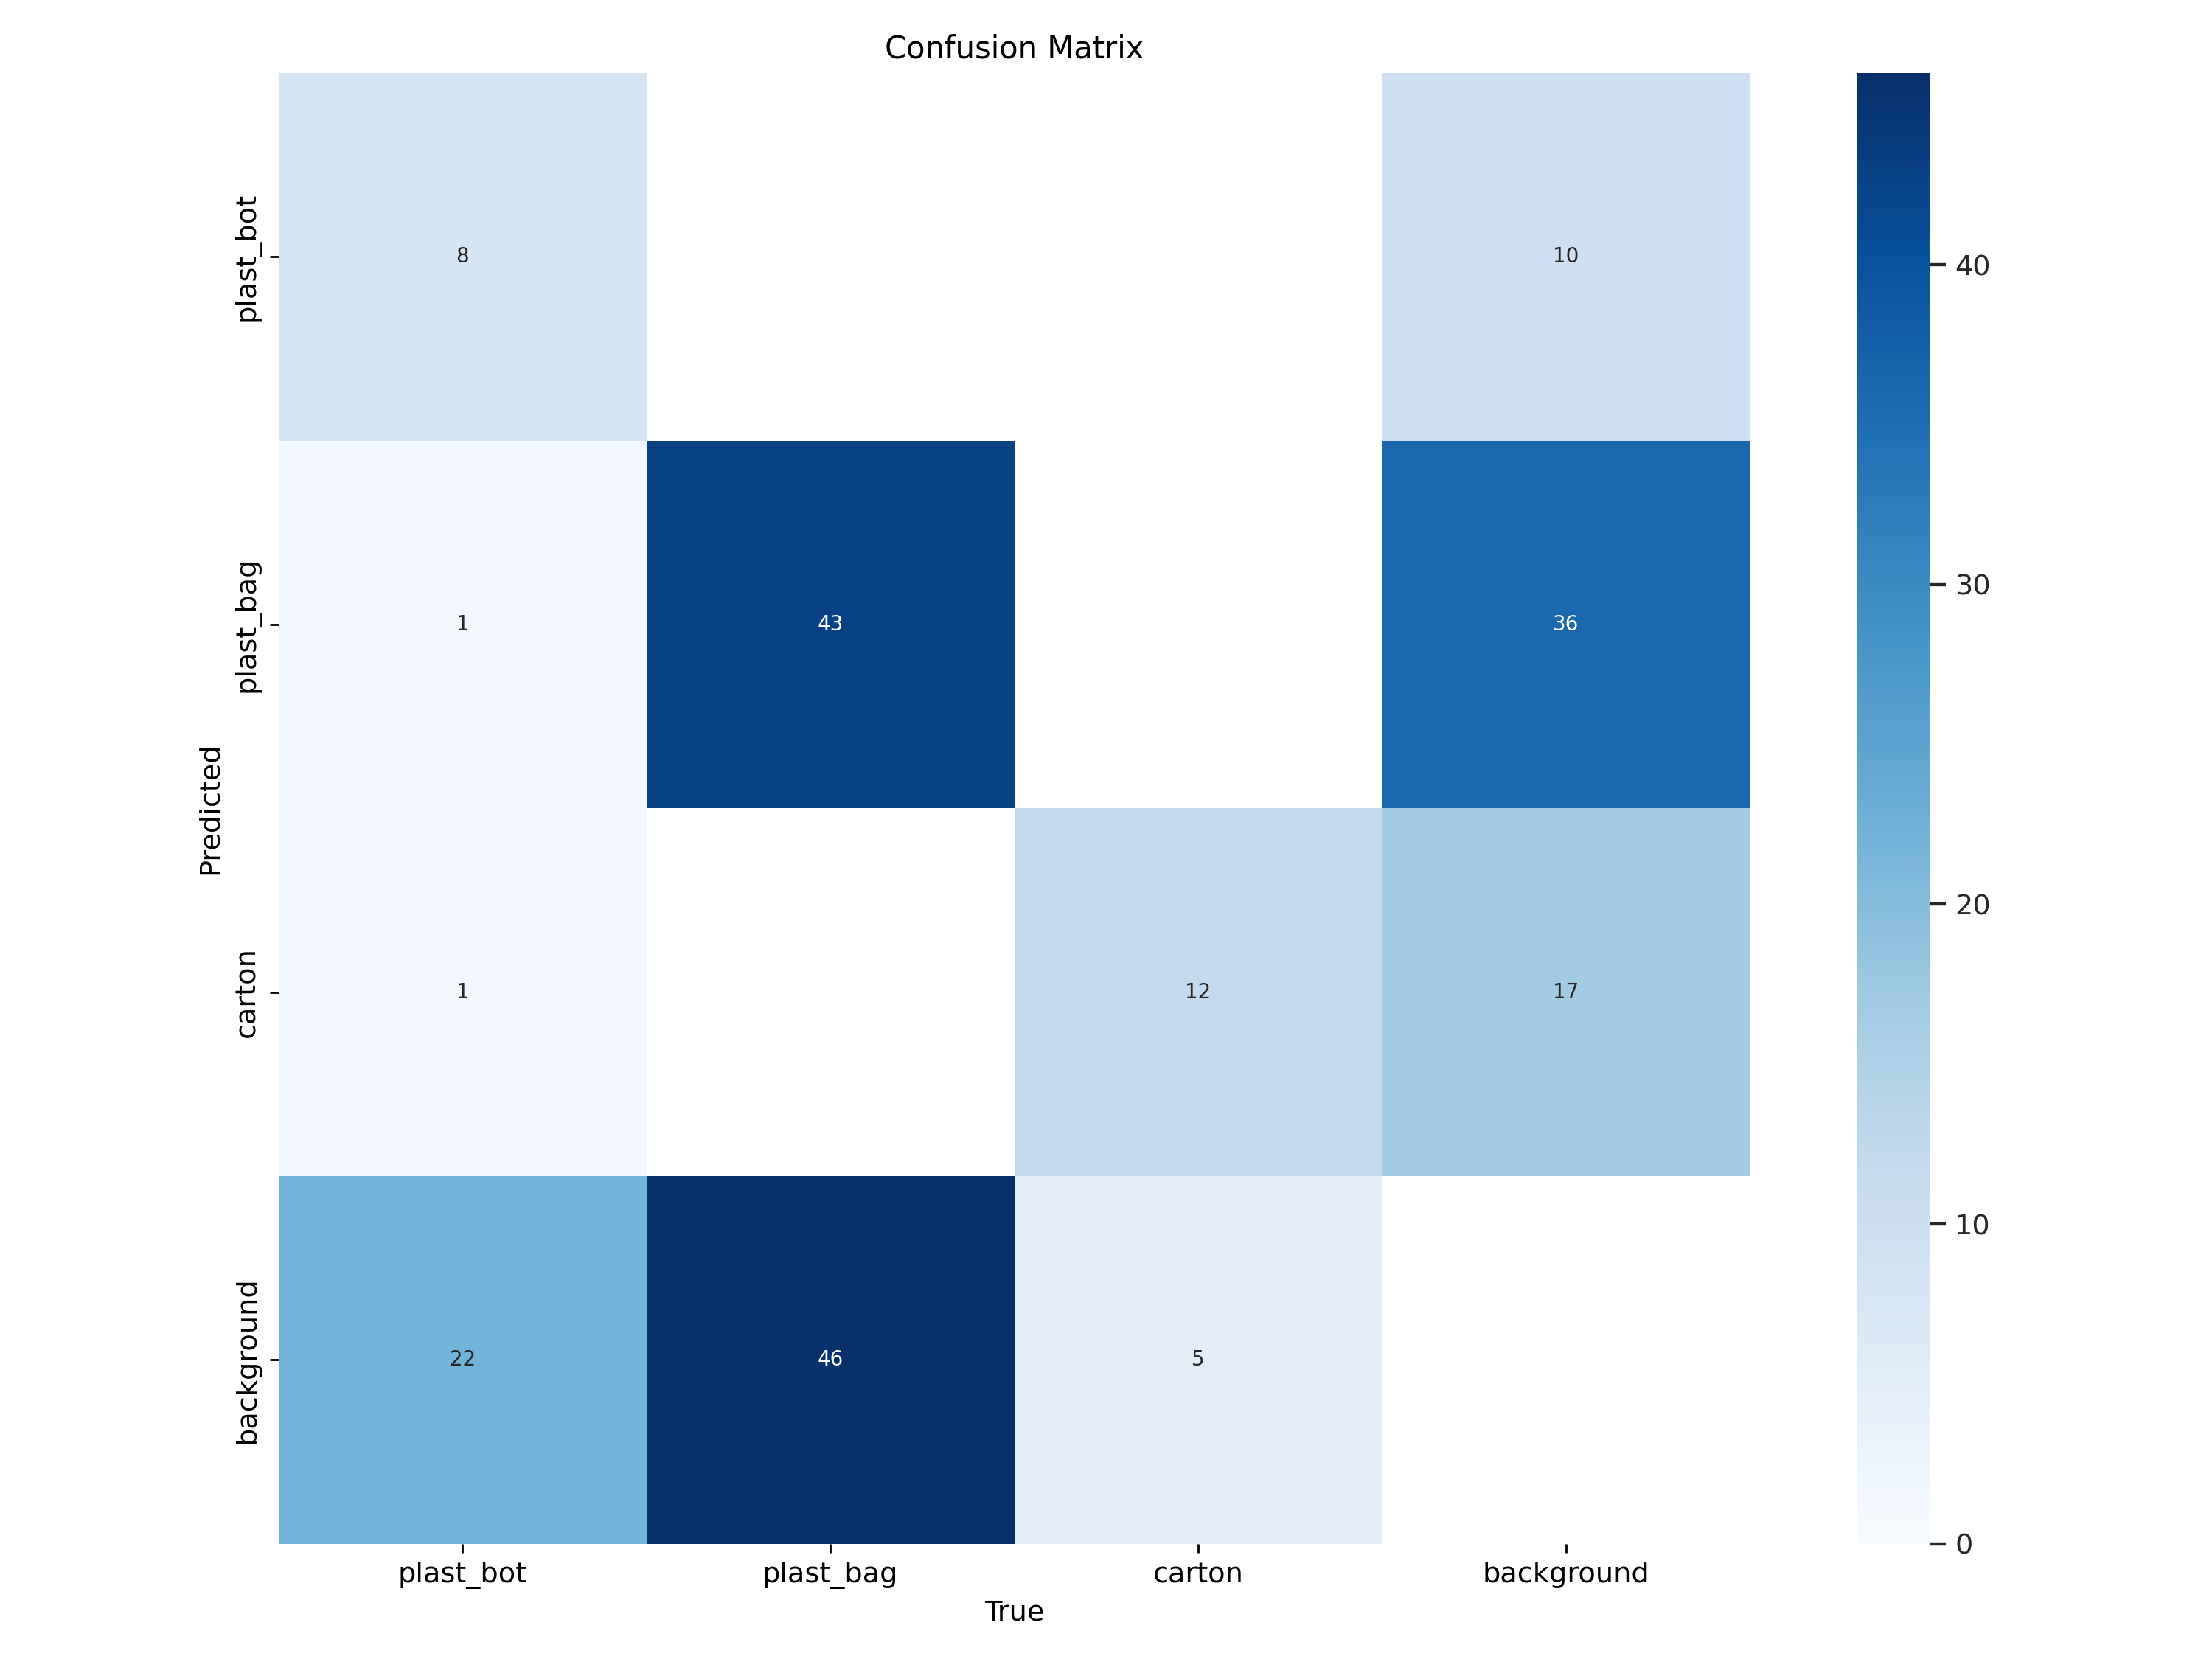 Confusion Matrix
plast_bot
8
10
40
plast_bag
1
43
36
30
Predicted
carton
1
12
17
20
background
22
46
5
10
0
plast_bot
plast_bag
carton
background
True